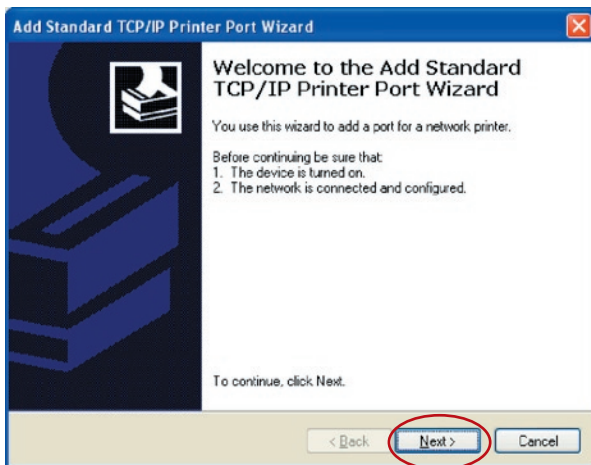 Add Standard TCP/IP Printer Port Wizard
Welcome to the Add Standard
TCP/IP Printer Port Wizard
You use this wizard to add a port for a network printer.
Before continuing be sure that:
1. The device is turned on.
2. The network is connected and configured.
To continue, click Next.
< Back
Next >
Cancel